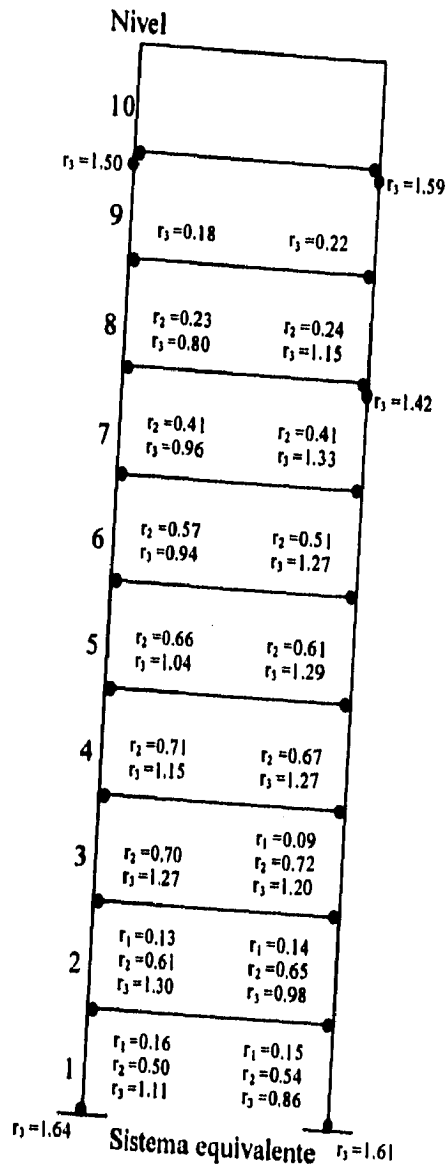 Nivel
10
r₃ =1.50
r₃ =1.59
9
r₃ =0.18
r₃ =0.22
8
r₂ =0.23
r₃ =0.80
r₂ =0.24
r₃ =1.15
r₃ =1.42
7
r₂ =0.41
r₃ =0.96
r₂ =0.41
r₃ =1.33
6
r₂ =0.57
r₃ =0.94
r₂ =0.51
r₃ =1.27
5
r₂ =0.66
r₃ =1.04
r₂ =0.61
r₃ =1.29
4
r₂ =0.71
r₃ =1.15
r₂ =0.67
r₃ =1.27
3
r₂ =0.70
r₃ =1.27
r₁ =0.09
r₂ =0.72
r₃ =1.20
2
r₁ =0.13
r₂ =0.61
r₃ =1.30
r₁ =0.14
r₂ =0.65
r₃ =0.98
1
r₁ =0.16
r₂ =0.50
r₃ =1.11
r₁ =0.15
r₂ =0.54
r₃ =0.86
r₃ =1.64
Sistema equivalente
r₃ =1.61